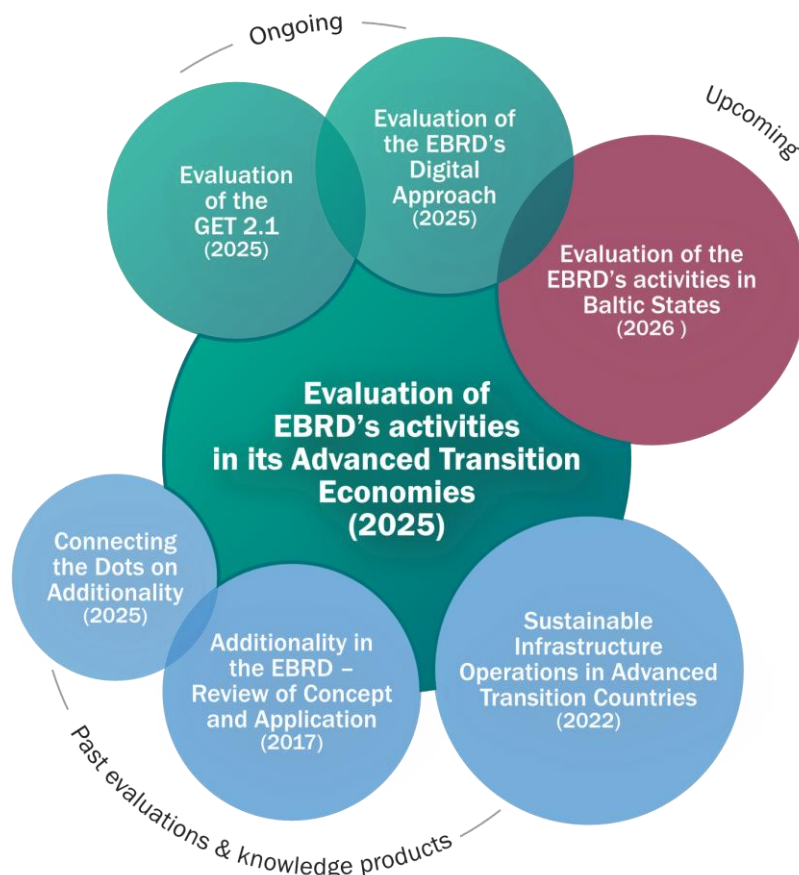 Ongoing
Evaluation
of the
GET 2.1
(2025)
Evaluation of
the EBRD's
Digital
Approach
(2025)
Upcoming
Evaluation of the
EBRD's activities in
Baltic States
(2026 )
Evaluation of
EBRD's activities
in its Advanced Transition
Economies
(2025)
Connecting
the Dots on
Additionality
(2025)
Additionality in
the EBRD –
Review of Concept
and Application
(2017)
Sustainable
Infrastructure
Operations in Advanced
Transition Countries
(2022)
Past evaluations & knowledge products